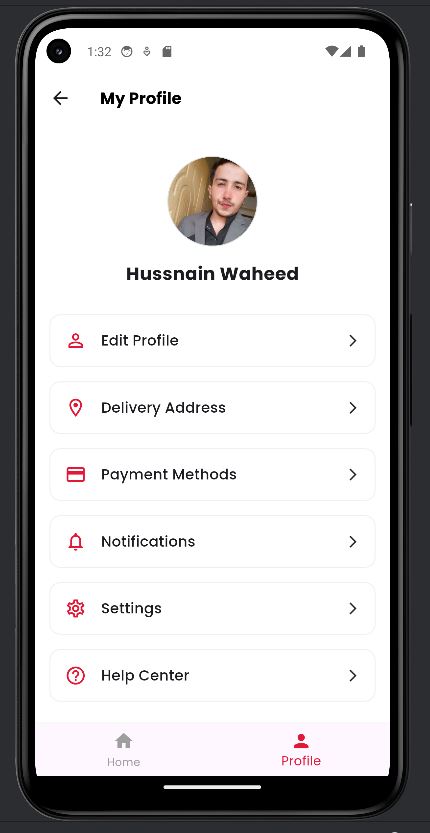 1:32
My Profile
Hussnain Waheed
Edit Profile
Delivery Address
Payment Methods
Notifications
Settings
Help Center
Home
Profile